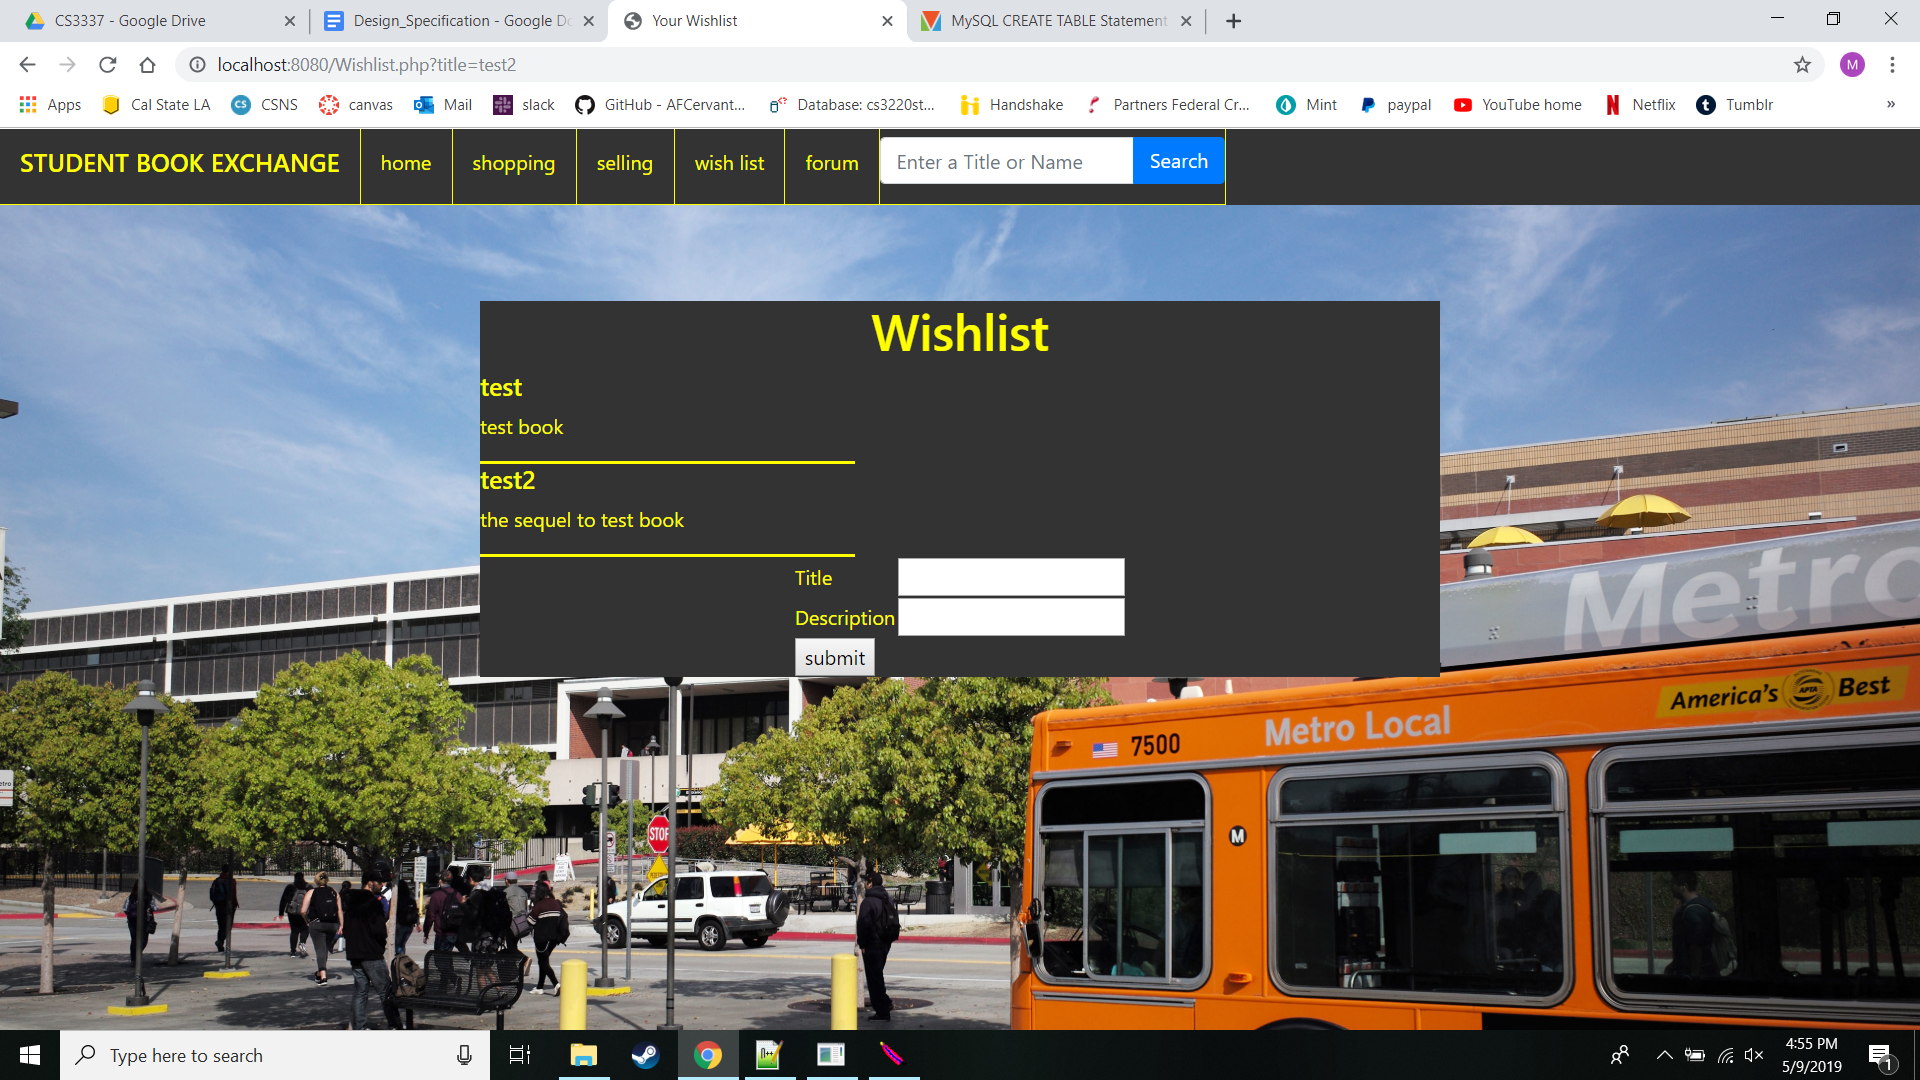 CS3337 - Google Drive
Design_Specification - Google Do
Your Wishlist
MySQL CREATE TABLE Statement
localhost:8080/Wishlist.php?title=test2
M
Apps
Cal State LA
CS CSNS
canvas
Mail
slack
GitHub - AFCervant...
Database: cs3220st...
Handshake
Partners Federal Cr...
Mint
paypal
YouTube home
Netflix
Tumblr
»
STUDENT BOOK EXCHANGE
home
shopping
selling
wish list
forum
Enter a Title or Name
Search
Wishlist
test
test book
test2
the sequel to test book
Title
Description
submit
Metro
America's APTA Best
Metro Local
7500
M
STOP
Type here to search
4:55 PM
5/9/2019
1